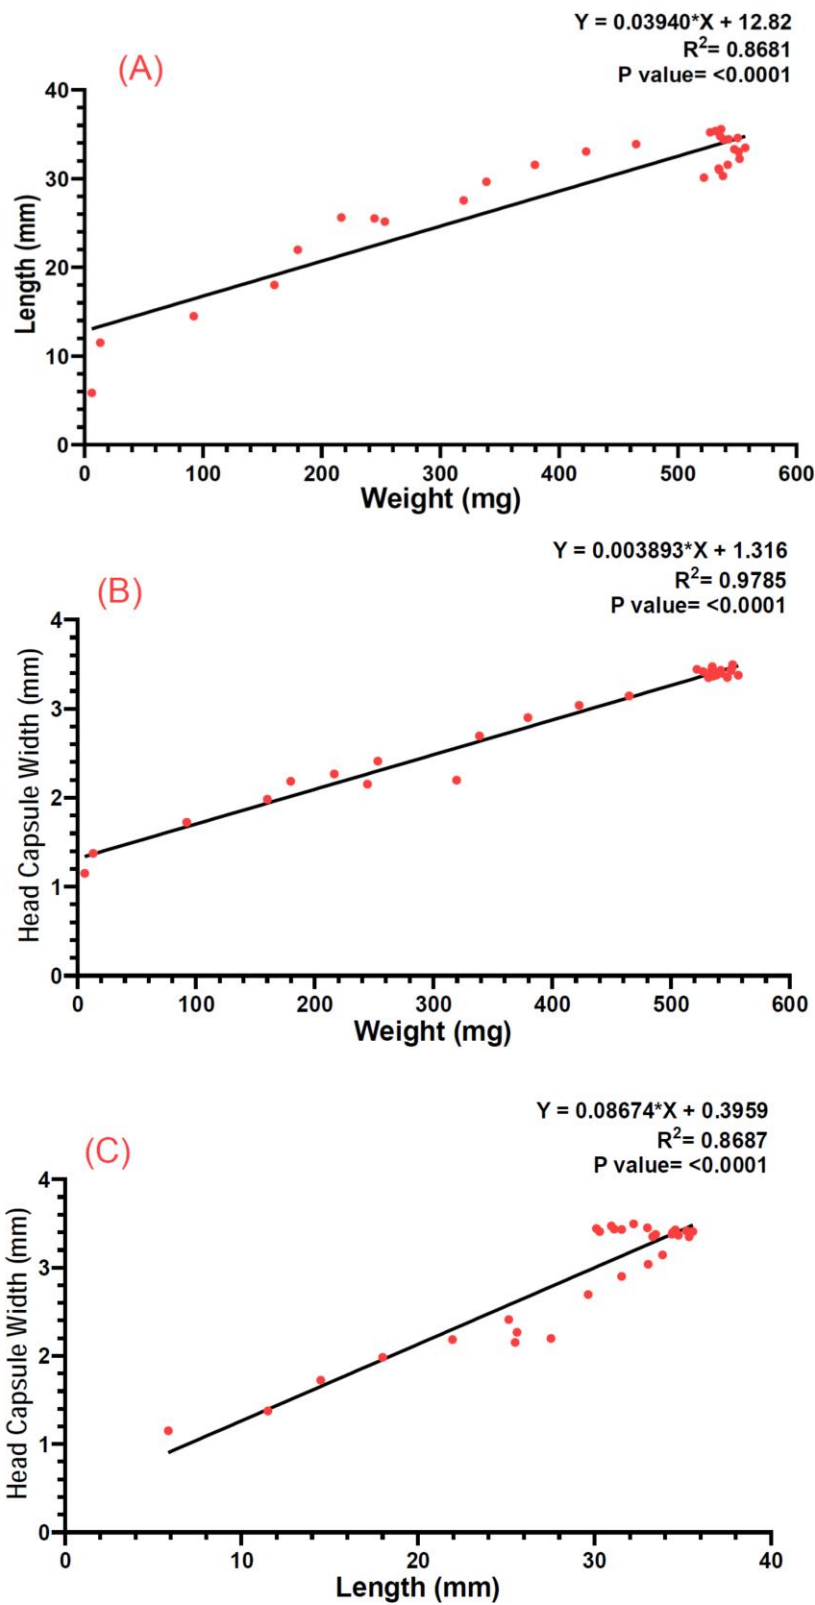 Y = 0.03940*X + 12.82
R2= 0.8681
P value= <0.0001
(A)
40
30
20
10
0
Length (mm)
0 100 200 300 400 500 600
Weight (mg)
Y = 0.003893*X + 1.316
R2= 0.9785
P value= <0.0001
(B)
4
3
2
1
0
Head Capsule Width (mm)
0 100 200 300 400 500 600
Weight (mg)
Y = 0.08674*X + 0.3959
R2= 0.8687
P value= <0.0001
(C)
4
3
2
1
0
Head Capsule Width (mm)
0 10 20 30 40
Length (mm)